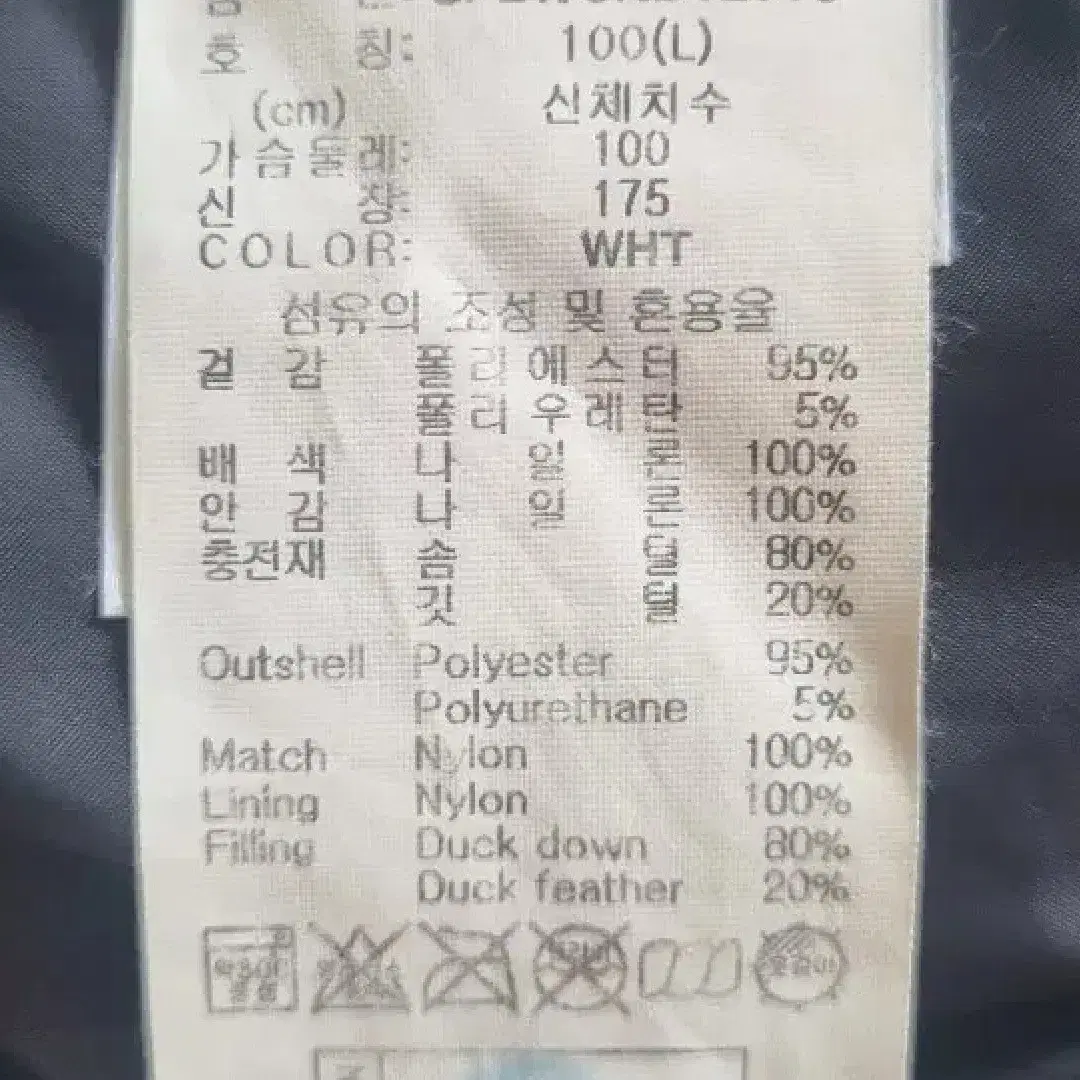 호 칭: 100(L)
(cm) 신체치수
가슴둘레: 100
신 장: 175
COLOR: WHT
섬유의 조성 및 혼용율
겉 감 폴리에스터 95%
폴리우레탄 5%
배 색 나일론 100%
안 감 나일론 100%
충전재 솜털 80%
깃털 20%
Outshell Polyester 95%
Polyurethane 5%
Match Nylon 100%
Lining Nylon 100%
Filling Duck down 80%
Duck feather 20%